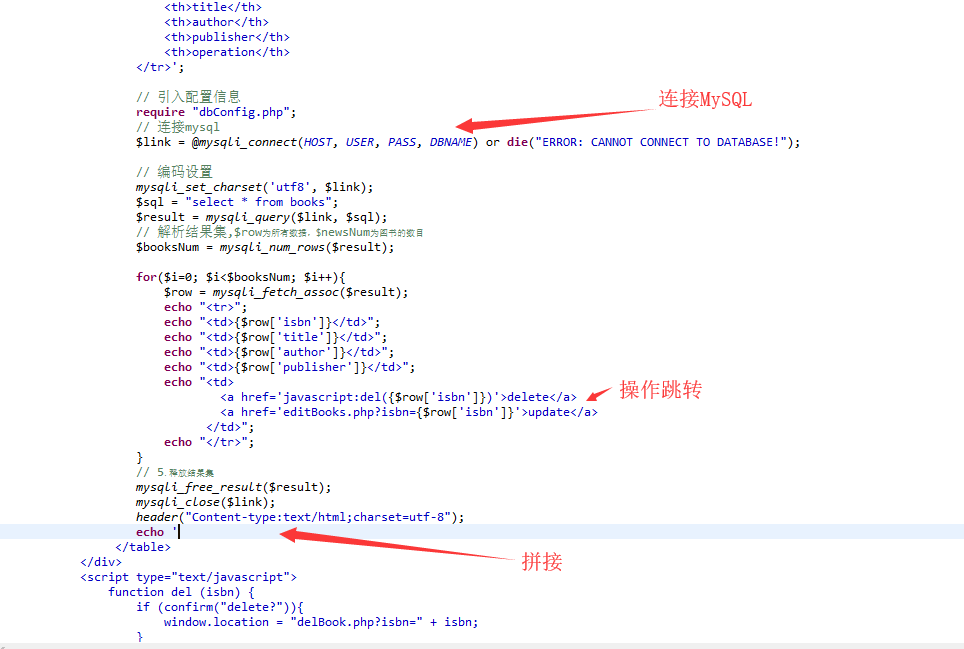 <th>title</th>
<th>author</th>
<th>publisher</th>
<th>operation</th>
</tr>';
// 引入配置信息
连接MySQL
require "dbConfig.php";
// 连接mysql
$link = @mysqli_connect(HOST, USER, PASS, DBNAME) or die("ERROR: CANNOT CONNECT TO DATABASE!");
// 编码设置
mysqli_set_charset('utf8', $link);
$sql = "select * from books";
$result = mysqli_query($link, $sql);
// 解析结果集,$row为所有数据，$newsNum为图书的数目
$booksNum = mysqli_num_rows($result);
for($i=0; $i<$booksNum; $i++){
$row = mysqli_fetch_assoc($result);
echo "<tr>";
echo "<td>{$row['isbn']}</td>";
echo "<td>{$row['title']}</td>";
echo "<td>{$row['author']}</td>";
echo "<td>{$row['publisher']}</td>";
echo "<td>
<a href='javascript:del({$row['isbn']})'>delete</a>
操作跳转
<a href='editBooks.php?isbn={$row['isbn']}'>update</a>
</td>";
echo "</tr>";
}
// 5.释放结果集
mysqli_free_result($result);
mysqli_close($link);
header("Content-type:text/html;charset=utf-8");
echo '
</table>
拼接
</div>
<script type="text/javascript">
function del (isbn) {
if (confirm("delete?")){
window.location = "delBook.php?isbn=" + isbn;
}